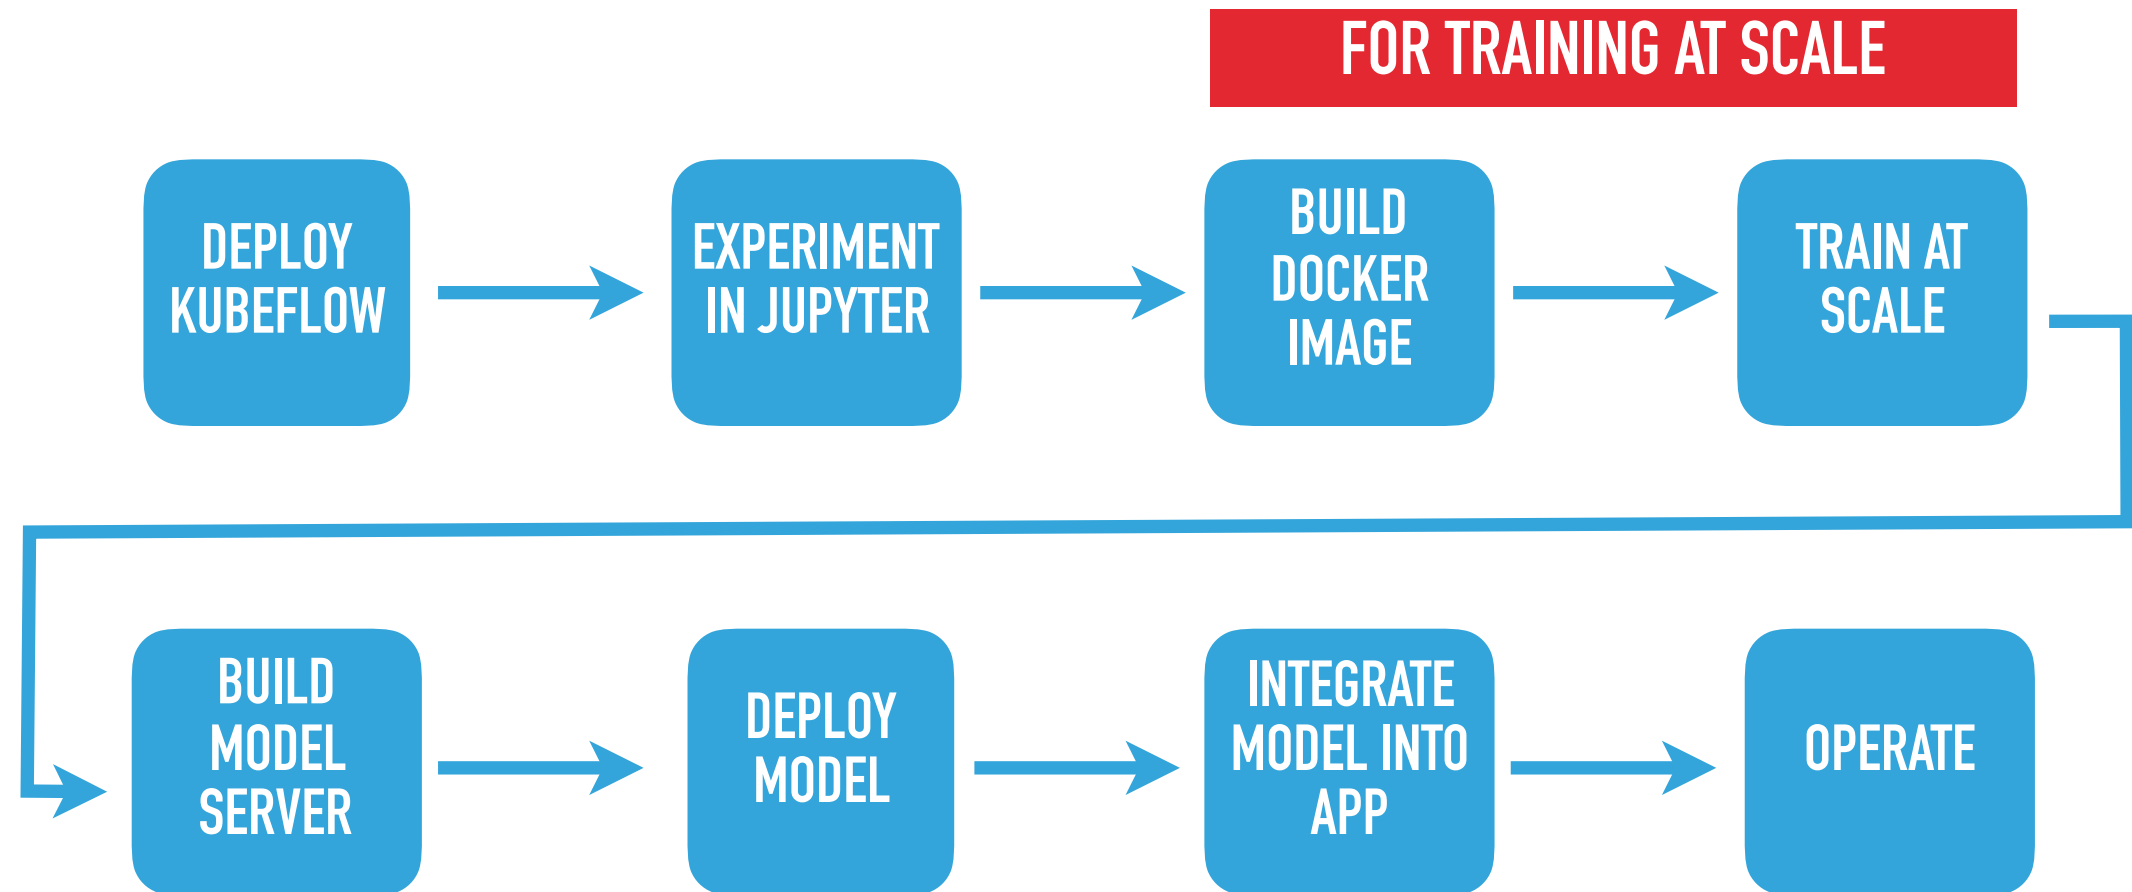 FOR TRAINING AT SCALE
DEPLOY
KUBEFLOW
EXPERIMENT
IN JUPYTER
BUILD
DOCKER
IMAGE
TRAIN AT
SCALE
BUILD
MODEL
SERVER
DEPLOY
MODEL
INTEGRATE
MODEL INTO
APP
OPERATE